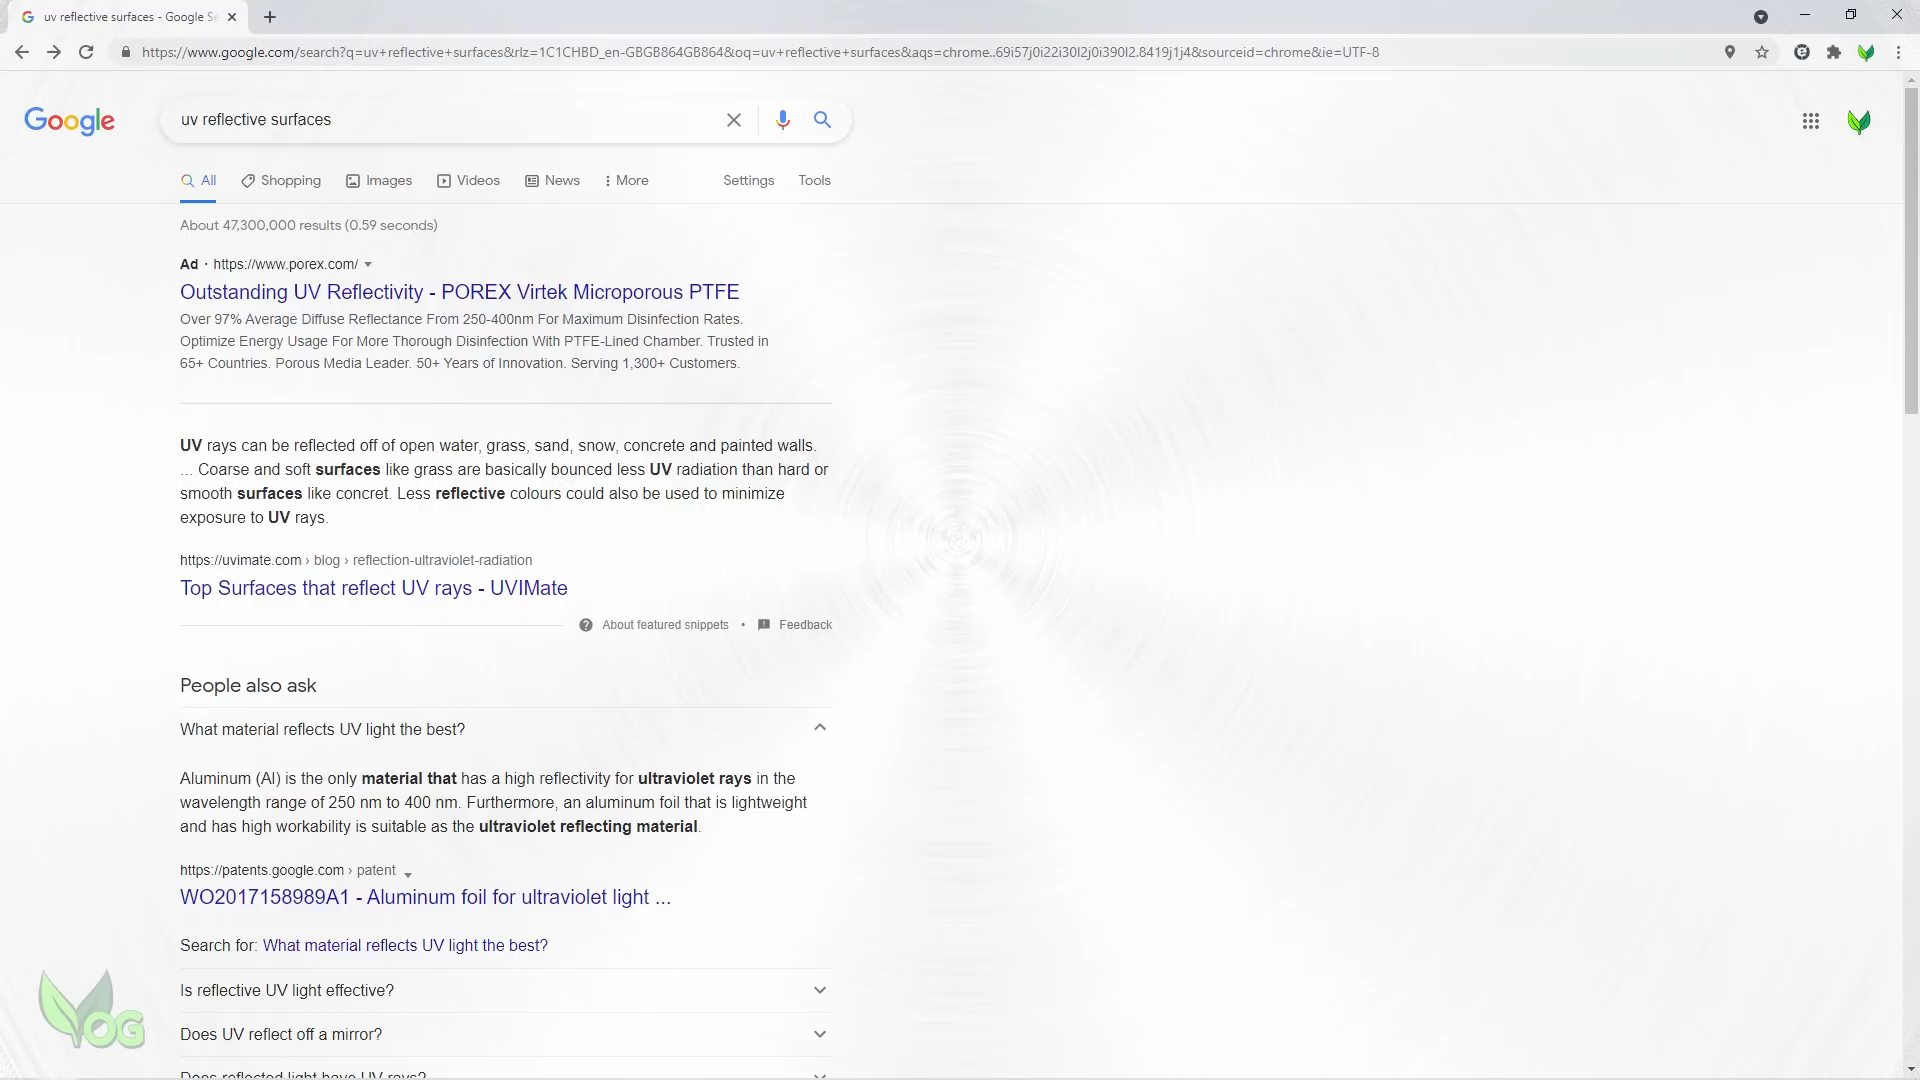 uv reflective surfaces - Google Se
https://www.google.com/search?q=uv+reflective+surfaces&rlz=1C1CHBD_en-GBGB864GB864&oq=uv+reflective+surfaces&aqs=chrome..69i57j0i22i30l2j0i390l2.8419j1j4&sourceid=chrome&ie=UTF-8
Google
uv reflective surfaces
All Shopping Images Videos News More Settings Tools
About 47,300,000 results (0.59 seconds)
Ad · https://www.porex.com/
Outstanding UV Reflectivity - POREX Virtek Microporous PTFE
Over 97% Average Diffuse Reflectance From 250-400nm For Maximum Disinfection Rates.
Optimize Energy Usage For More Thorough Disinfection With PTFE-Lined Chamber. Trusted in
65+ Countries. Porous Media Leader. 50+ Years of Innovation. Serving 1,300+ Customers.
UV rays can be reflected off of open water, grass, sand, snow, concrete and painted walls.
... Coarse and soft surfaces like grass are basically bounced less UV radiation than hard or
smooth surfaces like concret. Less reflective colours could also be used to minimize
exposure to UV rays.
https://uvimate.com › blog › reflection-ultraviolet-radiation
Top Surfaces that reflect UV rays - UVIMate
About featured snippets • Feedback
People also ask
What material reflects UV light the best?
Aluminum (Al) is the only material that has a high reflectivity for ultraviolet rays in the
wavelength range of 250 nm to 400 nm. Furthermore, an aluminum foil that is lightweight
and has high workability is suitable as the ultraviolet reflecting material.
https://patents.google.com › patent
WO2017158989A1 - Aluminum foil for ultraviolet light ...
Search for: What material reflects UV light the best?
Is reflective UV light effective?
Does UV reflect off a mirror?
Does reflected light have UV rays?
YOG